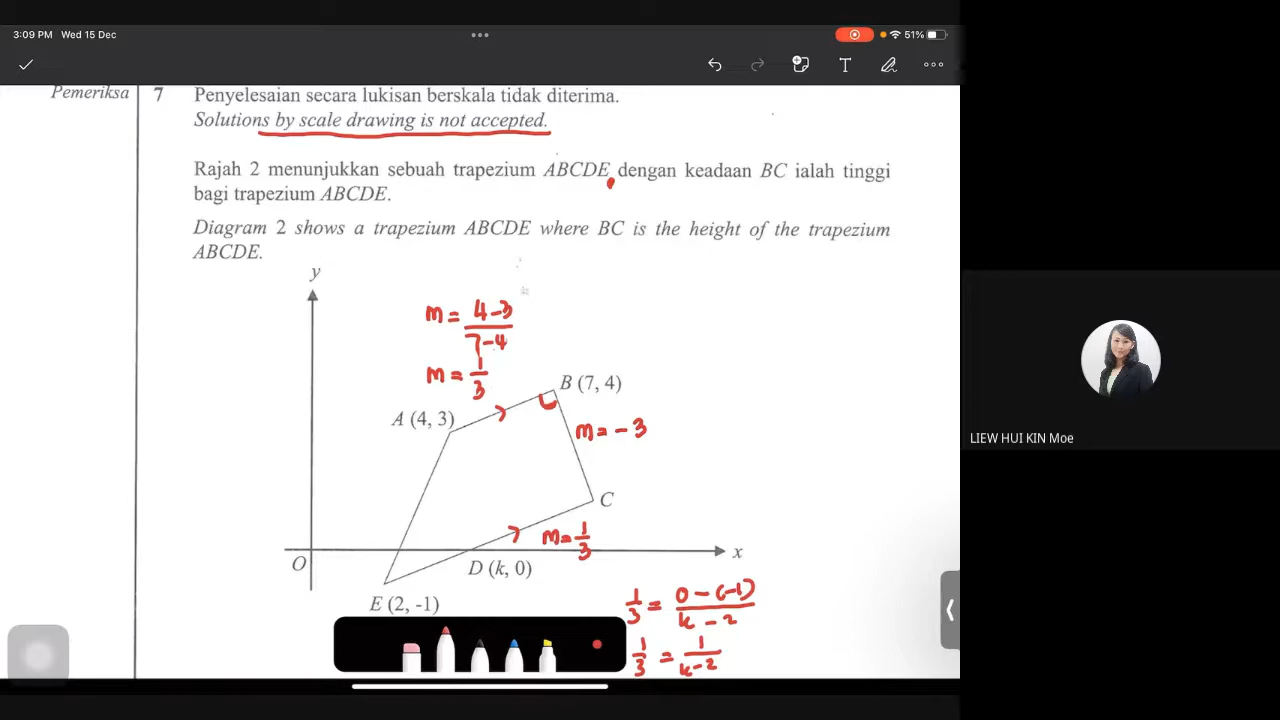 3:09 PM Wed 15 Dec
51%
T
Pemeriksa
7 Penyelesaian secara lukisan berskala tidak diterima.
Solutions by scale drawing is not accepted.
Rajah 2 menunjukkan sebuah trapezium ABCDE dengan keadaan BC ialah tinggi
bagi trapezium ABCDE.
Diagram 2 shows a trapezium ABCDE where BC is the height of the trapezium
ABCDE.
y
m = 4-3
7-4
m = 1/3
B (7, 4)
A (4, 3)
m = -3
C
m = 1/3
x
O
D (k, 0)
E (2, -1)
1/3 = 0-(-1)
k-2
1/3 = 1
k-2
LIEW HUI KIN Moe